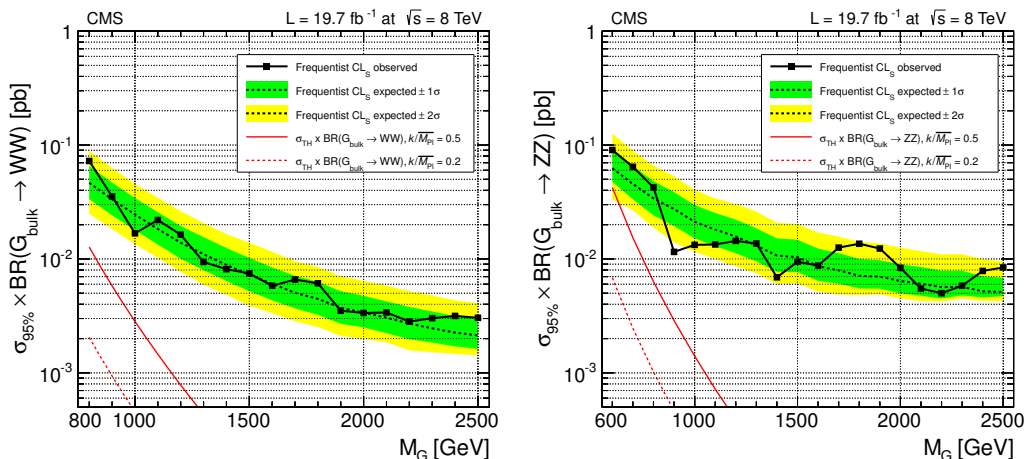 CMS
L = 19.7 fb⁻¹ at √s = 8 TeV
σ95% × BR(Gbulk → WW) [pb]
1
10⁻¹
10⁻²
10⁻³
Frequentist CLS observed
Frequentist CLS expected ± 1σ
Frequentist CLS expected ± 2σ
σTH x BR(Gbulk → WW), k/M̅Pl = 0.5
σTH x BR(Gbulk → WW), k/M̅Pl = 0.2
800
1000
1500
2000
2500
MG [GeV]
CMS
L = 19.7 fb⁻¹ at √s = 8 TeV
σ95% × BR(Gbulk → ZZ) [pb]
1
10⁻¹
10⁻²
10⁻³
Frequentist CLS observed
Frequentist CLS expected ± 1σ
Frequentist CLS expected ± 2σ
σTH x BR(Gbulk → ZZ), k/M̅Pl = 0.5
σTH x BR(Gbulk → ZZ), k/M̅Pl = 0.2
600
1000
1500
2000
2500
MG [GeV]